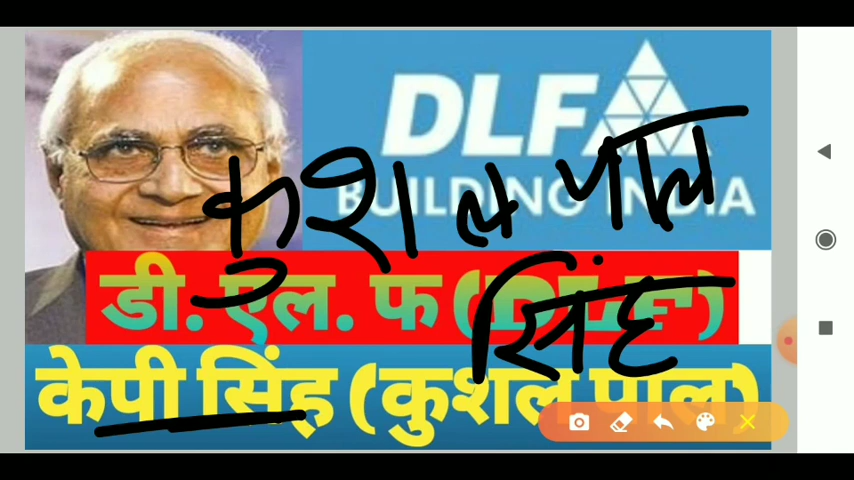 DLF
BUILDING INDIA
कुशल पाल
सिंह
डी. एल. फ (DLF)
केपी सिंह (कुशल पाल)